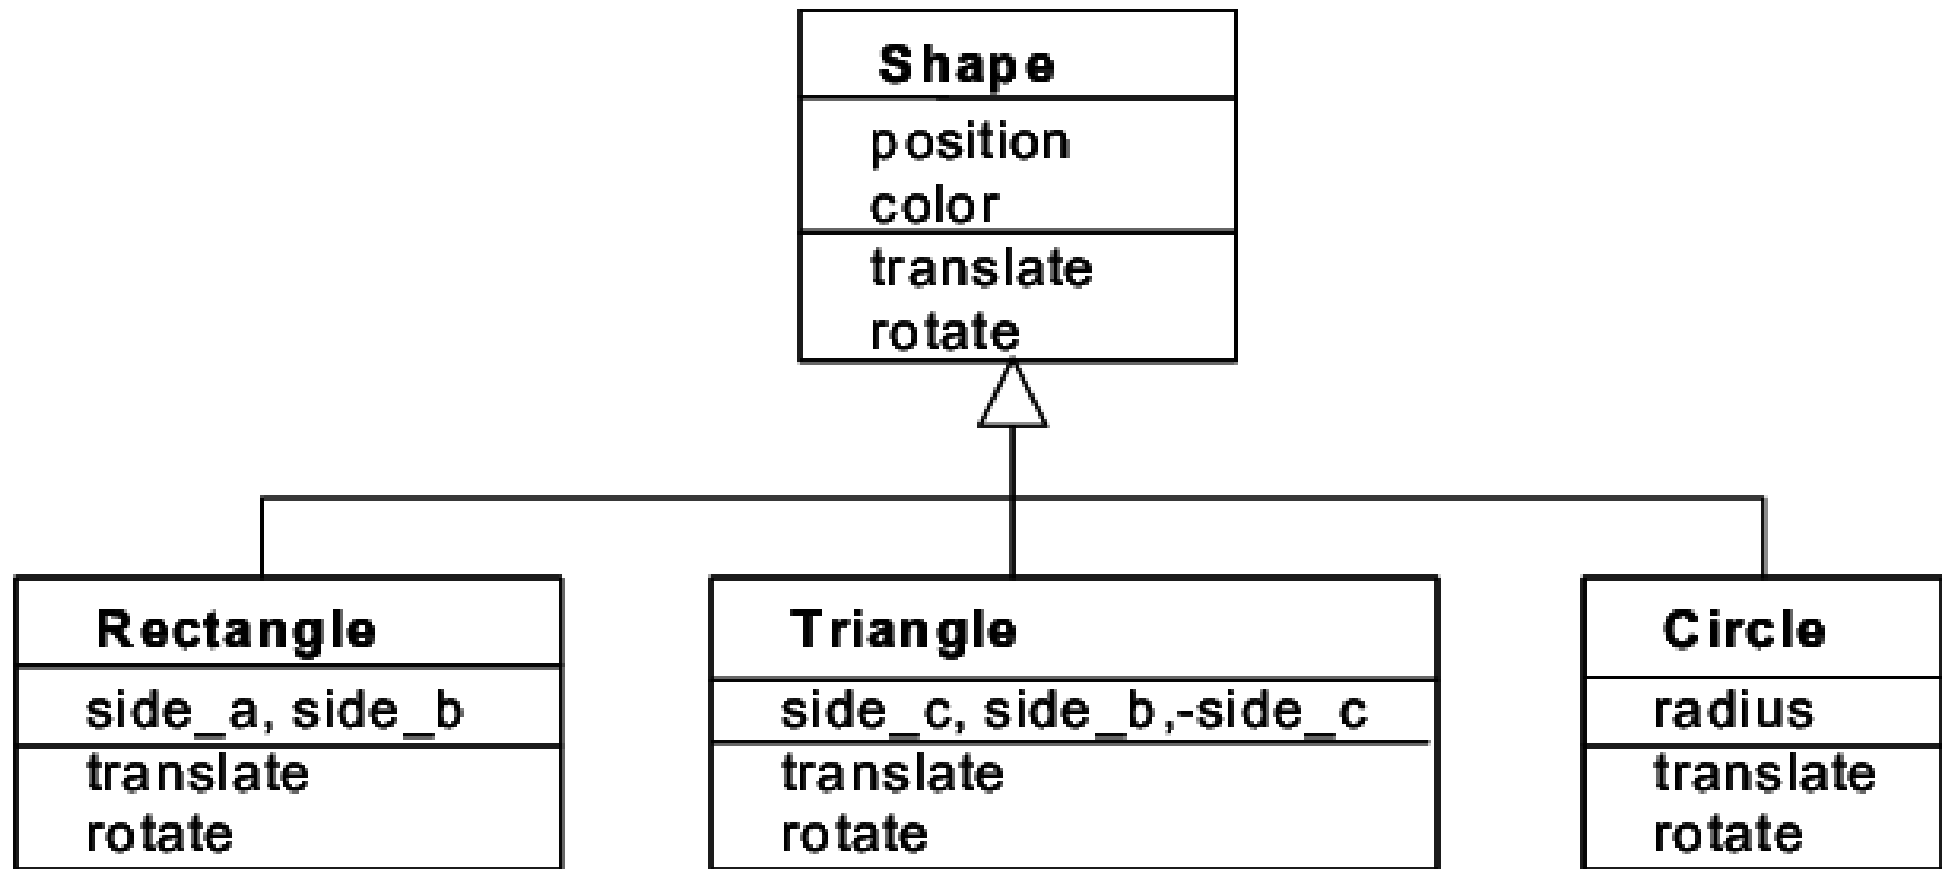 Shape
position
color
translate
rotate
Rectangle
side_a, side_b
translate
rotate
Triangle
side_c, side_b,-side_c
translate
rotate
Circle
radius
translate
rotate